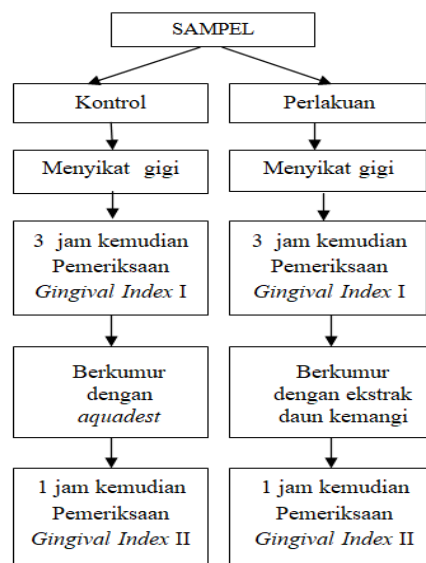 SAMPEL
Kontrol
Menyikat gigi
3 jam kemudian
Pemeriksaan
Gingival Index I
Berkumur
dengan
aquadest
1 jam kemudian
Pemeriksaan
Gingival Index II
Perlakuan
Menyikat gigi
3 jam kemudian
Pemeriksaan
Gingival Index I
Berkumur
dengan ekstrak
daun kemangi
1 jam kemudian
Pemeriksaan
Gingival Index II